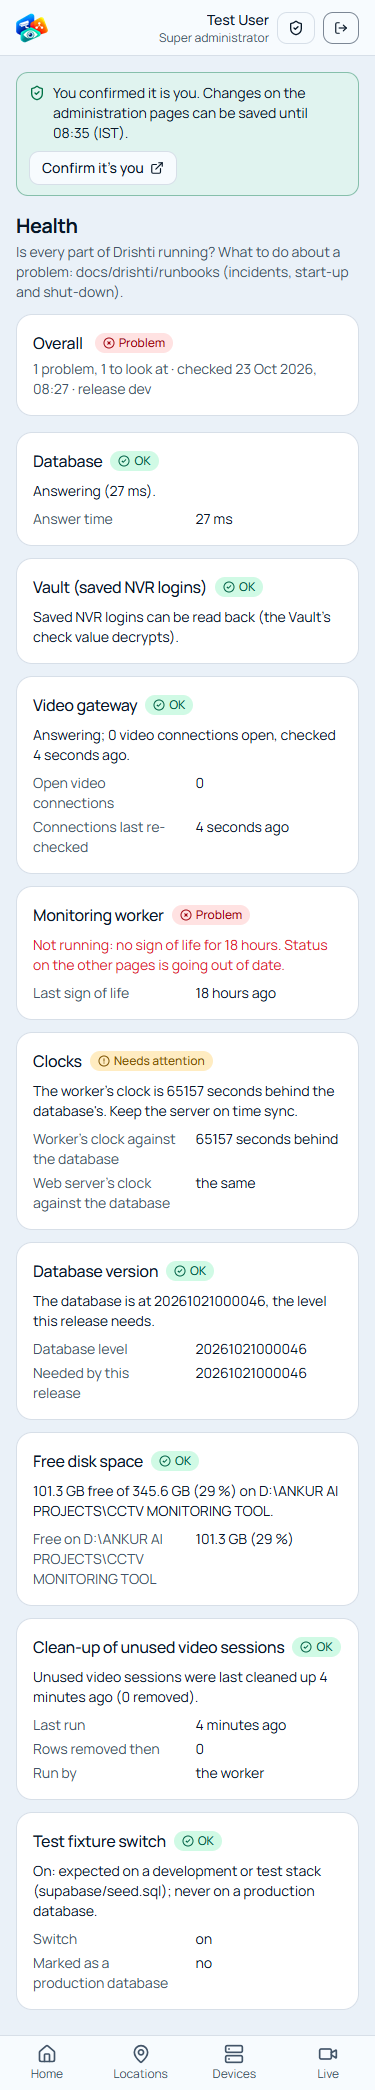 Test User
Super administrator
You confirmed it is you. Changes on the
administration pages can be saved until
08:35 (IST).
Confirm it's you
Health
Is every part of Drishti running? What to do about a
problem: docs/drishti/runbooks (incidents, start-up
and shut-down).
Overall Problem
1 problem, 1 to look at · checked 23 Oct 2026,
08:27 · release dev
Database OK
Answering (27 ms).
Answer time 27 ms
Vault (saved NVR logins) OK
Saved NVR logins can be read back (the Vault's
check value decrypts).
Video gateway OK
Answering; 0 video connections open, checked
4 seconds ago.
Open video 0
connections
Connections last re- 4 seconds ago
checked
Monitoring worker Problem
Not running: no sign of life for 18 hours. Status
on the other pages is going out of date.
Last sign of life 18 hours ago
Clocks Needs attention
The worker's clock is 65157 seconds behind the
database's. Keep the server on time sync.
Worker's clock against 65157 seconds behind
the database
Web server's clock the same
against the database
Database version OK
The database is at 20261021000046, the level
this release needs.
Database level 20261021000046
Needed by this 20261021000046
release
Free disk space OK
101.3 GB free of 345.6 GB (29 %) on D:\ANKUR AI
PROJECTS\CCTV MONITORING TOOL.
Free on D:\ANKUR AI 101.3 GB (29 %)
PROJECTS\CCTV
MONITORING TOOL
Clean-up of unused video sessions OK
Unused video sessions were last cleaned up 4
minutes ago (0 removed).
Last run 4 minutes ago
Rows removed then 0
Run by the worker
Test fixture switch OK
On: expected on a development or test stack
(supabase/seed.sql); never on a production
database.
Switch on
Marked as a no
production database
Home Locations Devices Live